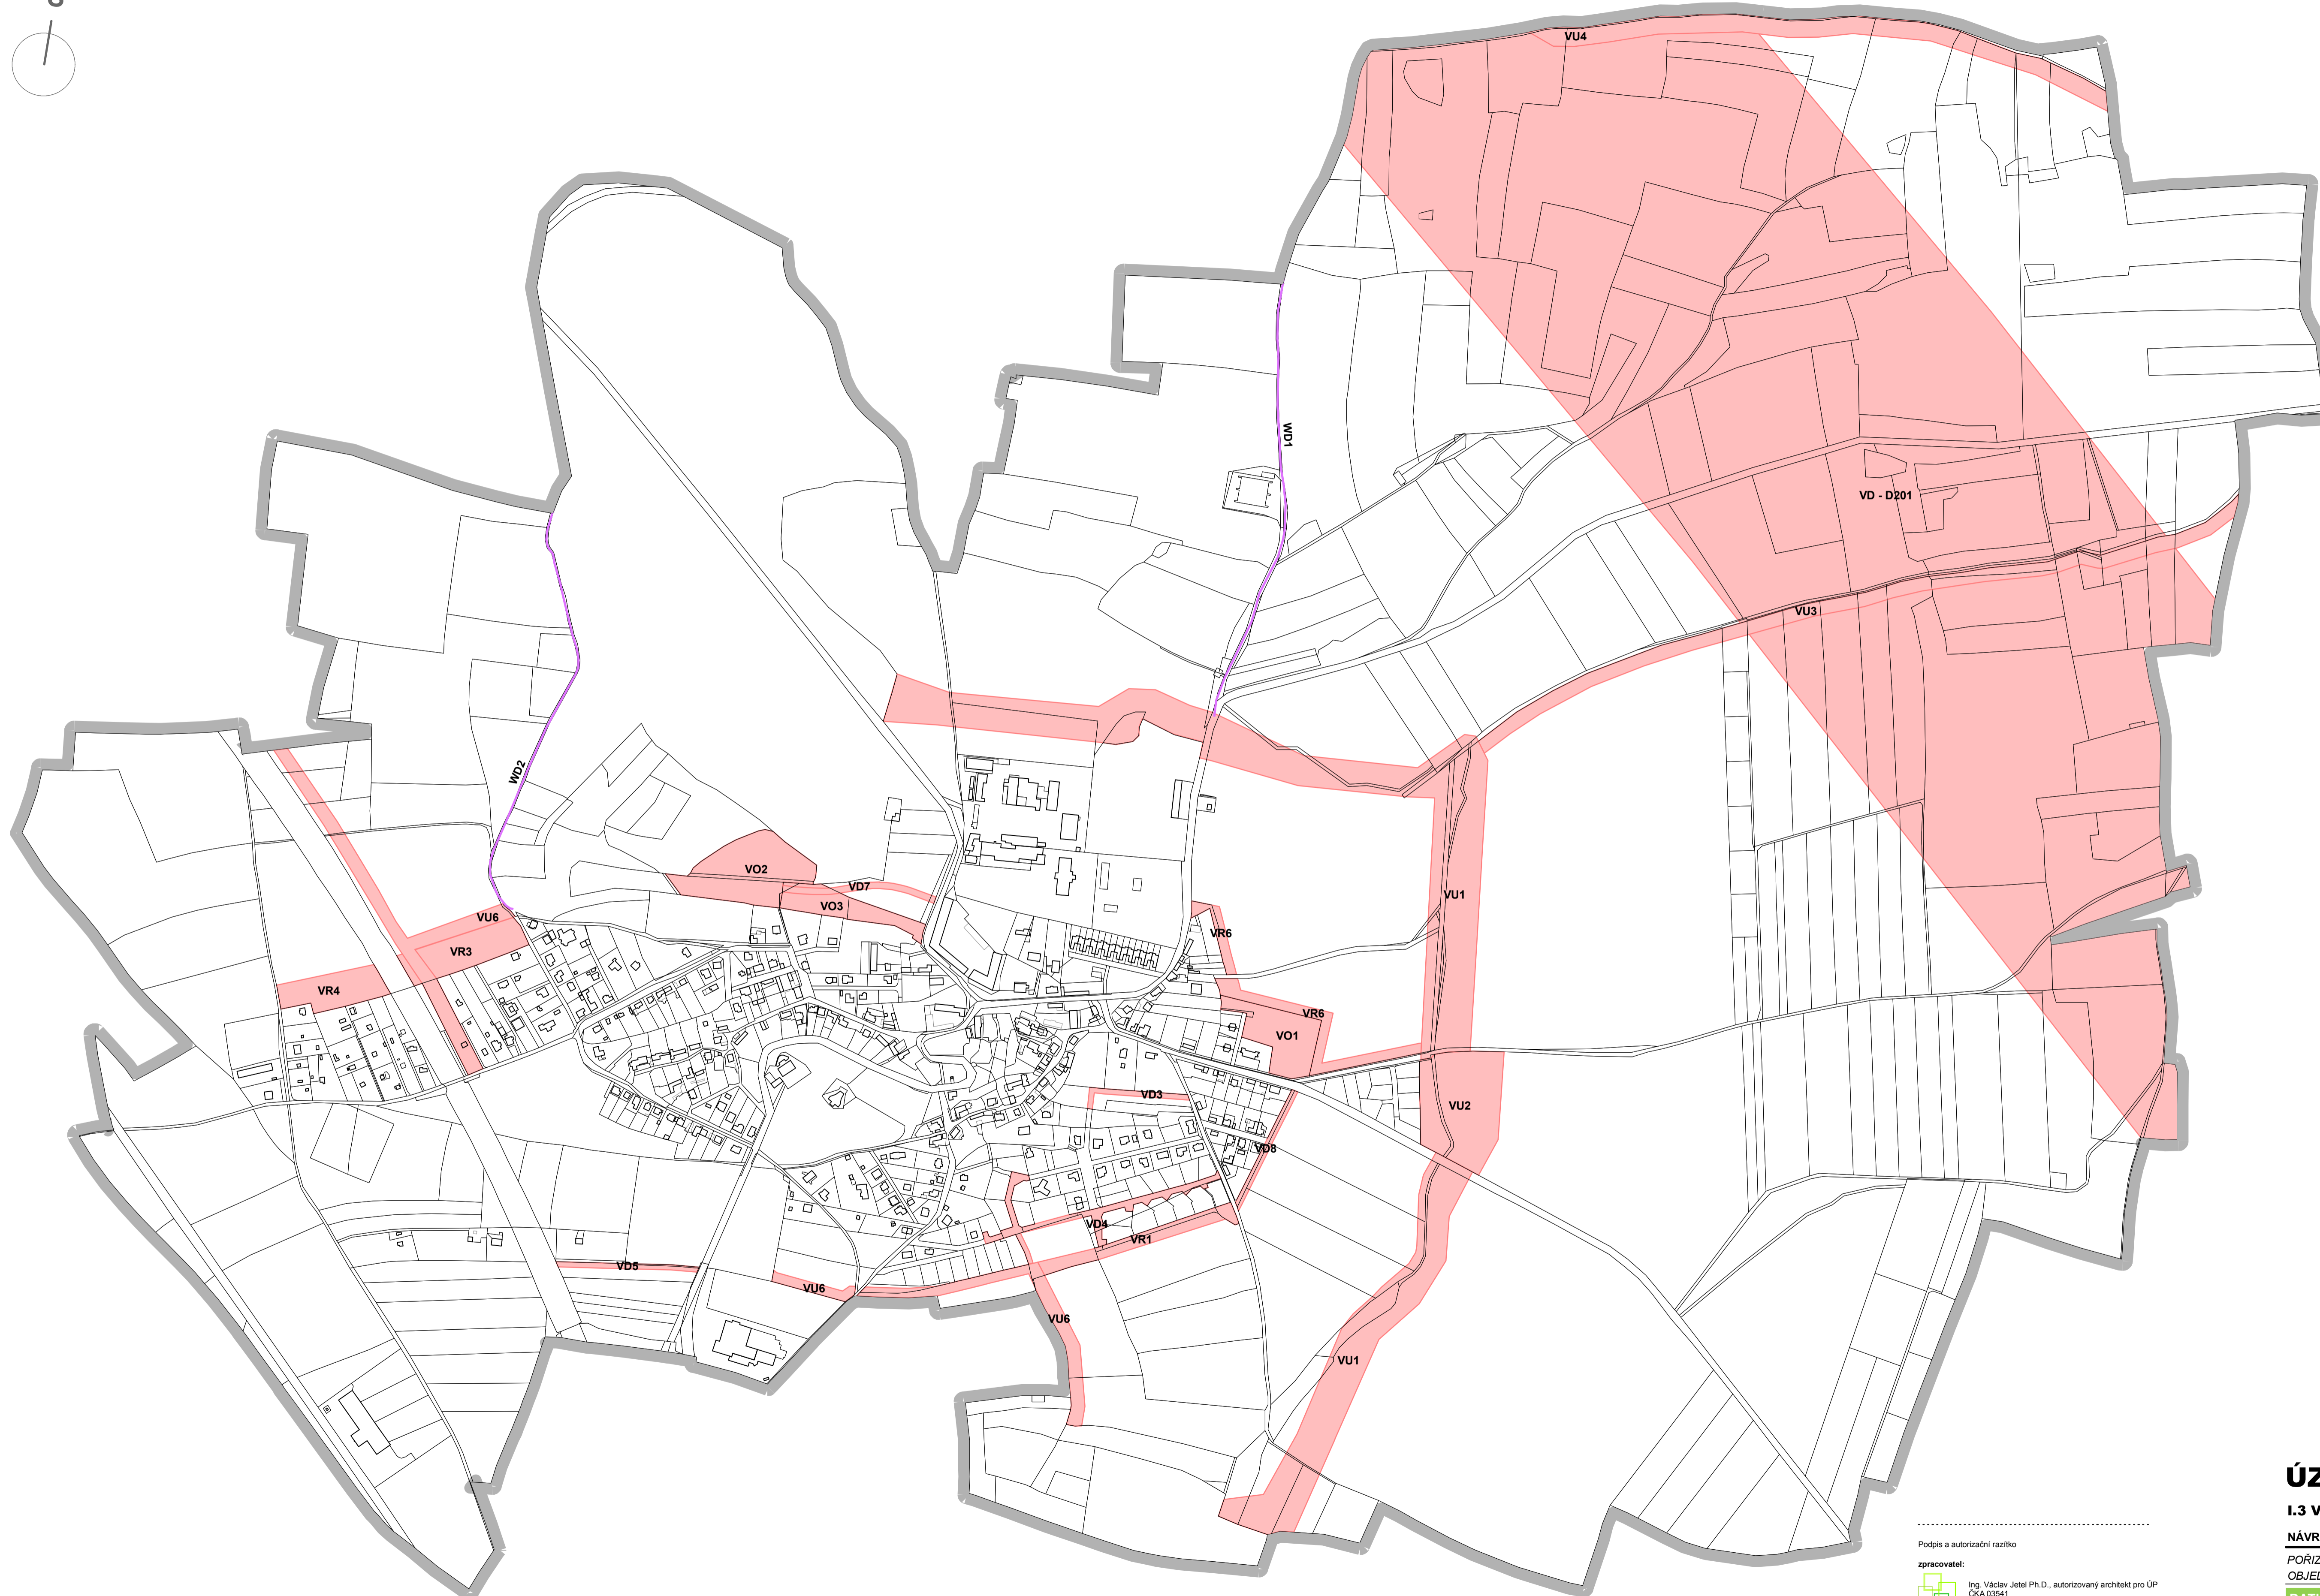 VU4
WD1
VD - D201
VU3
WD2
VO2
VD7
VO3
VU1
VU6
VR6
VR3
VR4
VR6
VO1
VD3
VU2
VD8
VD4
VR1
VD5
VU6
VU6
VU1
Podpis a autorizační razítko
zpracovatel:
Ing. Václav Jetel Ph.D., autorizovaný architekt pro ÚP
ČKA 03541
ÚZ
I.3 V
NÁVR
POŘIZ
OBJE